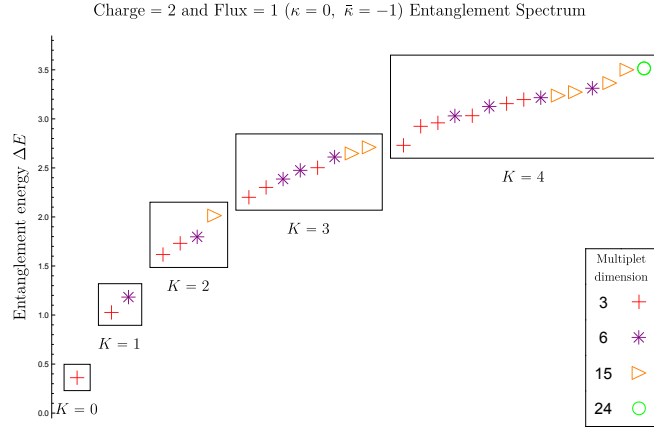 Charge = 2 and Flux = 1 (κ = 0, κ̄ = −1) Entanglement Spectrum
Entanglement energy ΔE
3.5
3.0
2.5
2.0
1.5
1.0
0.5
0.0
K = 4
K = 3
K = 2
K = 1
K = 0
Multiplet
dimension
3
6
15
24